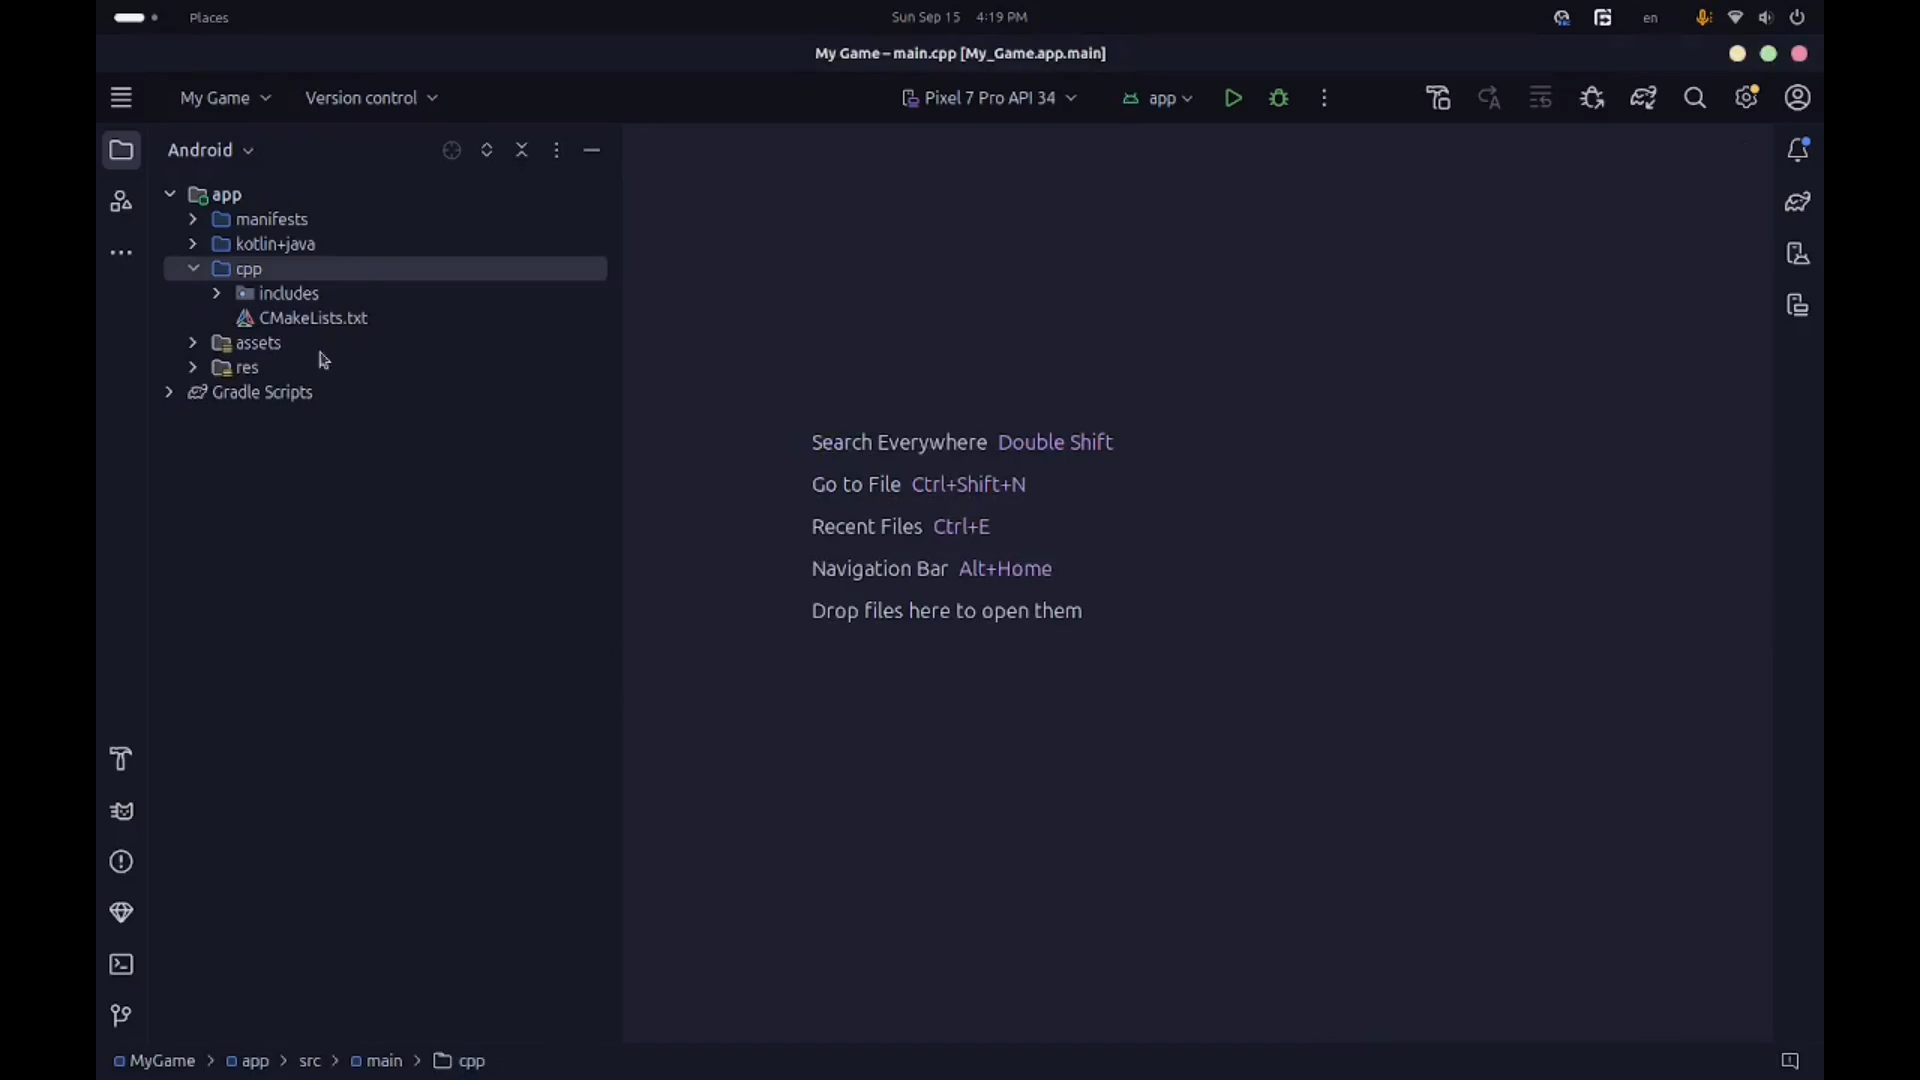 Places
Sun Sep 15 4:19 PM
en
My Game – main.cpp [My_Game.app.main]
My Game
Version control
Pixel 7 Pro API 34
app
Android
app
manifests
kotlin+java
cpp
includes
CMakeLists.txt
assets
res
Gradle Scripts
Search Everywhere Double Shift
Go to File Ctrl+Shift+N
Recent Files Ctrl+E
Navigation Bar Alt+Home
Drop files here to open them
MyGame > app > src > main > cpp